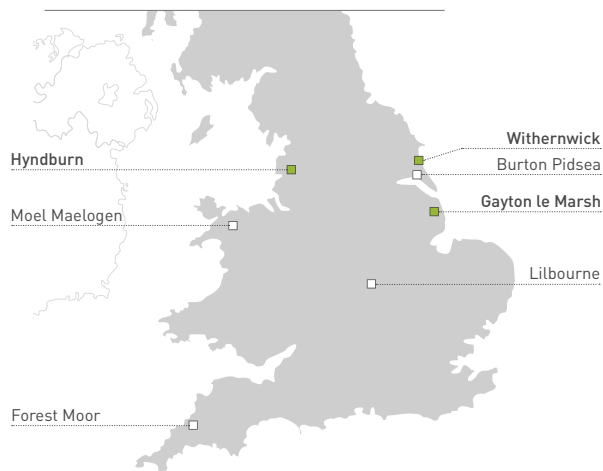 Withernwick
Hyndburn
Burton Pidsea
Gayton le Marsh
Moel Maelogen
Lilbourne
Forest Moor